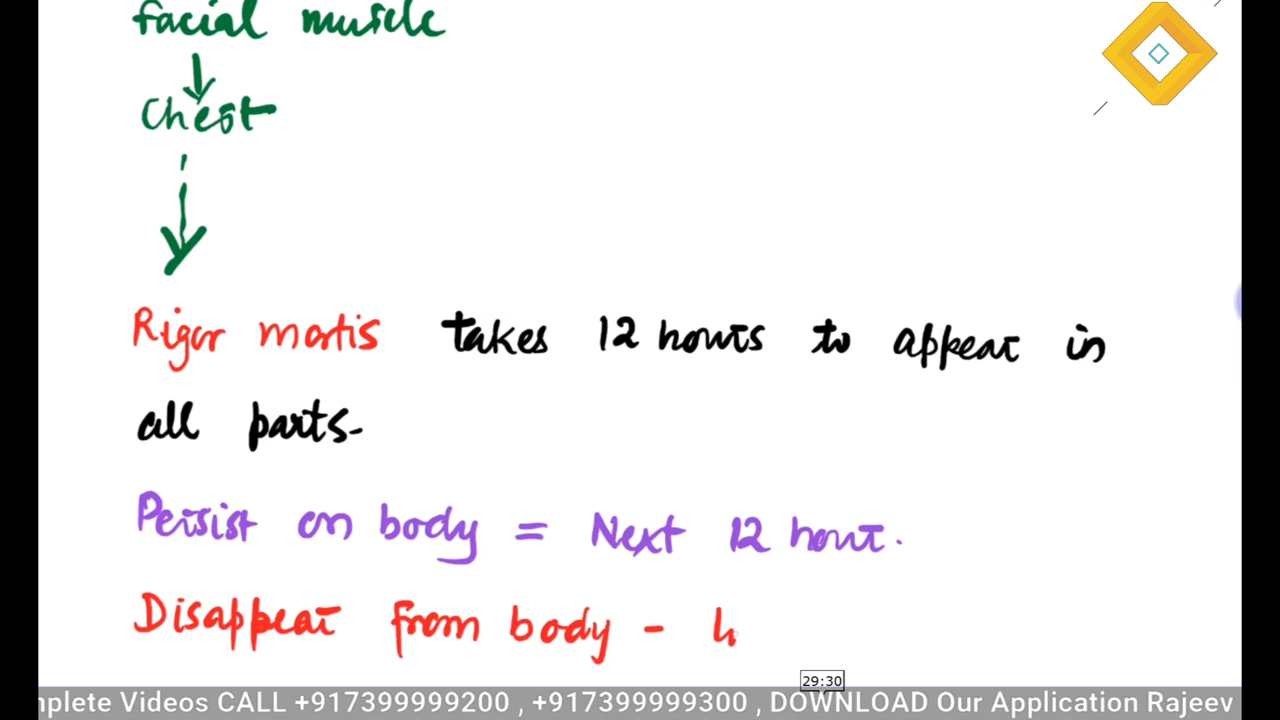 facial muscle
Chest
Rigor mortis takes 12 hours to appear in
all parts.
Persist on body = Next 12 hour.
Disappear from body -
29:30
nplete Videos CALL +917399999200 , +917399999300 , DOWNLOAD Our Application Rajeev